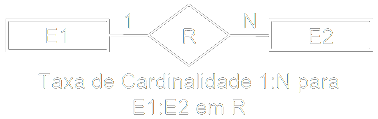 1 N
E1 R E2
Taxa de Cardinalidade 1:N para
E1:E2 em R